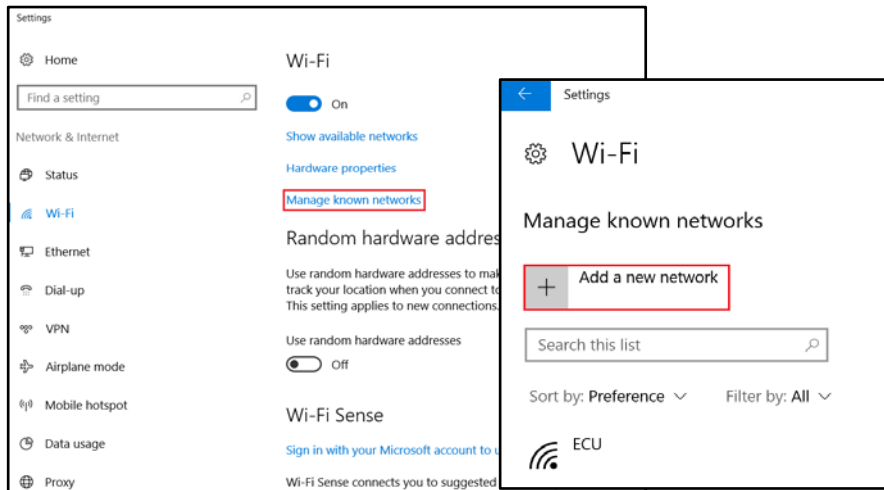 Settings
Home
Find a setting
Network & Internet
Status
Wi-Fi
Ethernet
Dial-up
VPN
Airplane mode
Mobile hotspot
Data usage
Proxy
Wi-Fi
On
Show available networks
Hardware properties
Manage known networks
Random hardware addres
Use random hardware addresses to mak
track your location when you connect to
This setting applies to new connections.
Use random hardware addresses
Off
Wi-Fi Sense
Sign in with your Microsoft account to u
Wi-Fi Sense connects you to suggested
Settings
Wi-Fi
Manage known networks
Add a new network
Search this list
Sort by: Preference
Filter by: All
ECU